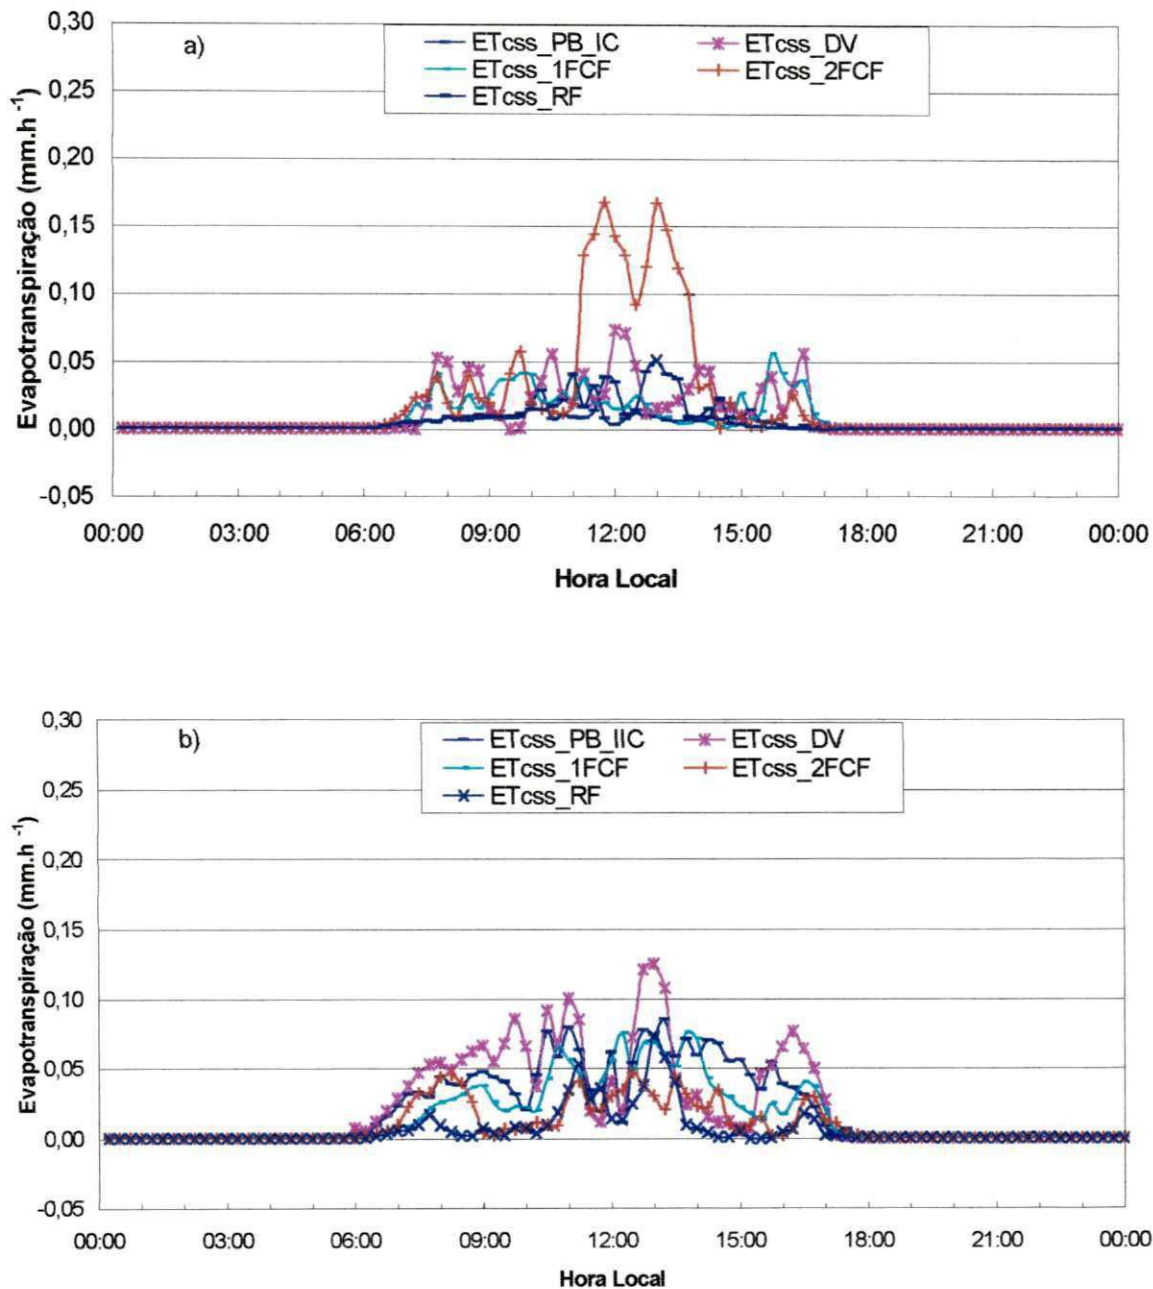 0,30
a)
ETcss_PB_IC
ETcss_DV
ETcss_1FCF
ETcss_2FCF
ETcss_RF
0,30
0,20
0,15
0,10
0,05
0,00
-0,05
Evapotranspiração (mm.h -1)
00:00 03:00 06:00 09:00 12:00 15:00 18:00 21:00 00:00
Hora Local
0,30
b)
ETcss_PB_IIC
ETcss_DV
ETcss_1FCF
ETcss_2FCF
ETcss_RF
0,25
0,20
0,15
0,10
0,05
0,00
-0,05
Evapotranspiração (mm.h -1)
00:00 03:00 06:00 09:00 12:00 15:00 18:00 21:00 00:00
Hora Local